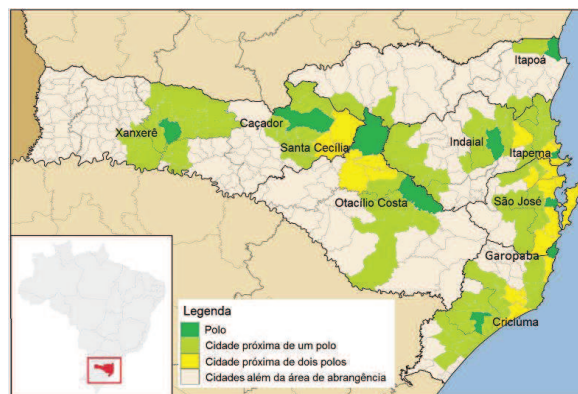 Itapoá
Caçador
Xanxerê
Santa Cecília
Indaial
Itapema
Otacílio Costa
São José
Garopaba
Criciúma
Legenda
Polo
Cidade próxima de um polo
Cidade próxima de dois polos
Cidades além da área de abrangência